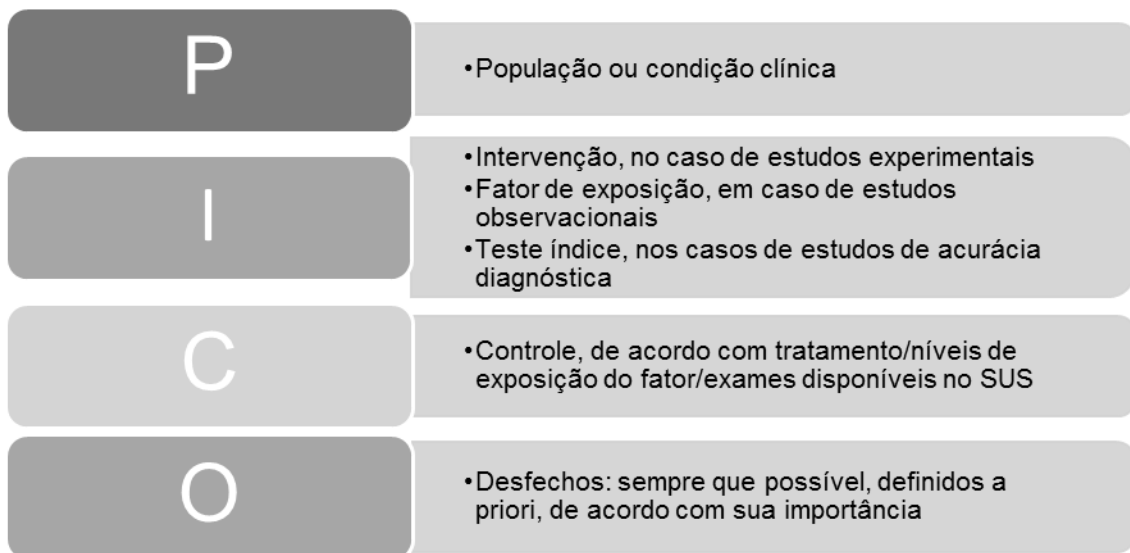 P
•População ou condição clínica
I
•Intervenção, no caso de estudos experimentais
•Fator de exposição, em caso de estudos
observacionais
•Teste índice, nos casos de estudos de acurácia
diagnóstica
C
•Controle, de acordo com tratamento/níveis de
exposição do fator/exames disponíveis no SUS
O
•Desfechos: sempre que possível, definidos a
priori, de acordo com sua importância